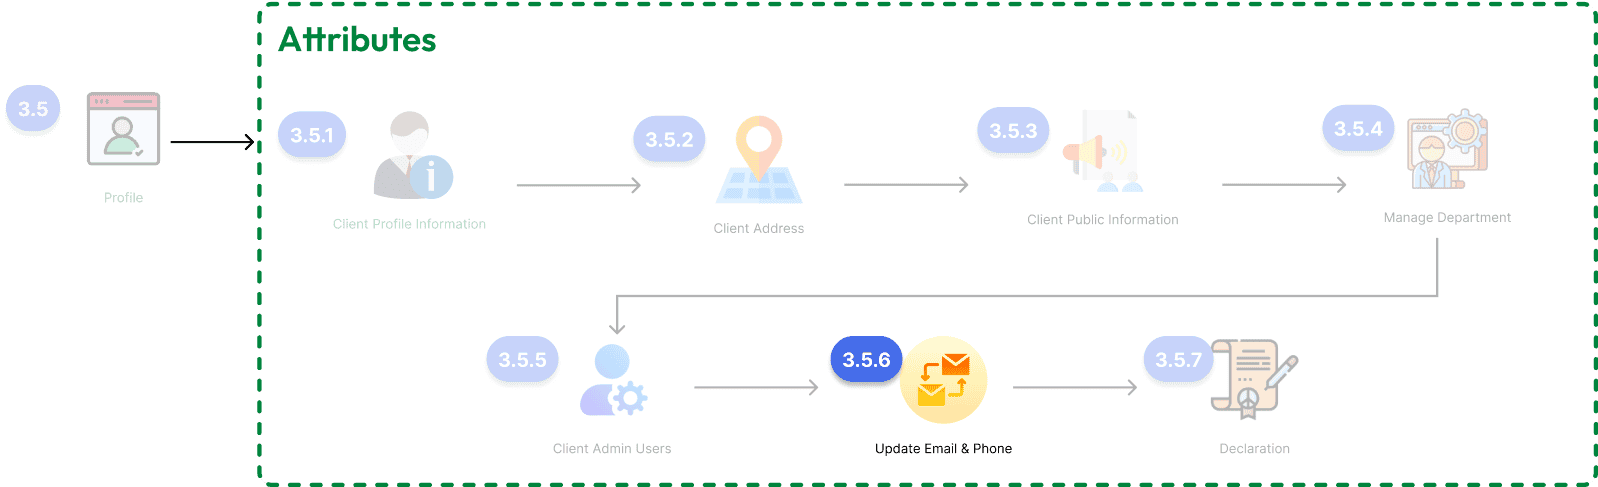 Attributes
3.5
Profile
3.5.1
Client Profile Information
3.5.2
Client Address
3.5.3
Client Public Information
3.5.4
Manage Department
3.5.5
Client Admin Users
3.5.6
Update Email & Phone
3.5.7
Declaration